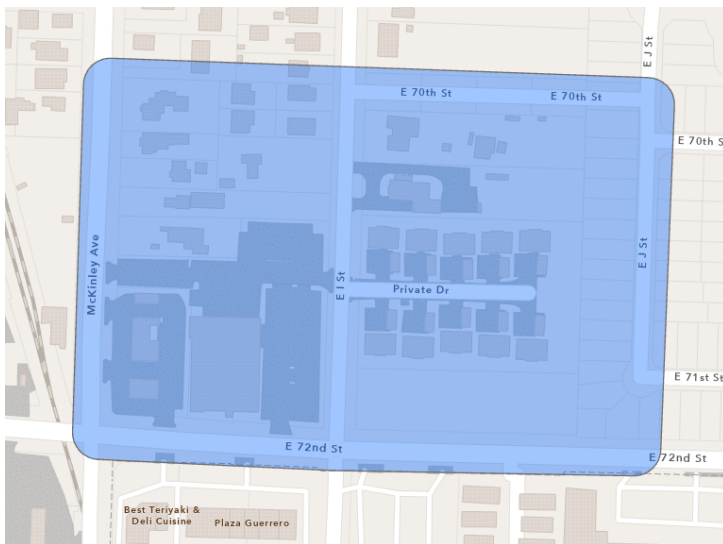 E J St
E 70th St
E 70th St
E 70th S
McKinley Ave
E I St
E J St
Private Dr
E 71st St
E 72nd St
E 72nd St
Best Teriyaki &
Deli Cuisine
Plaza Guerrero